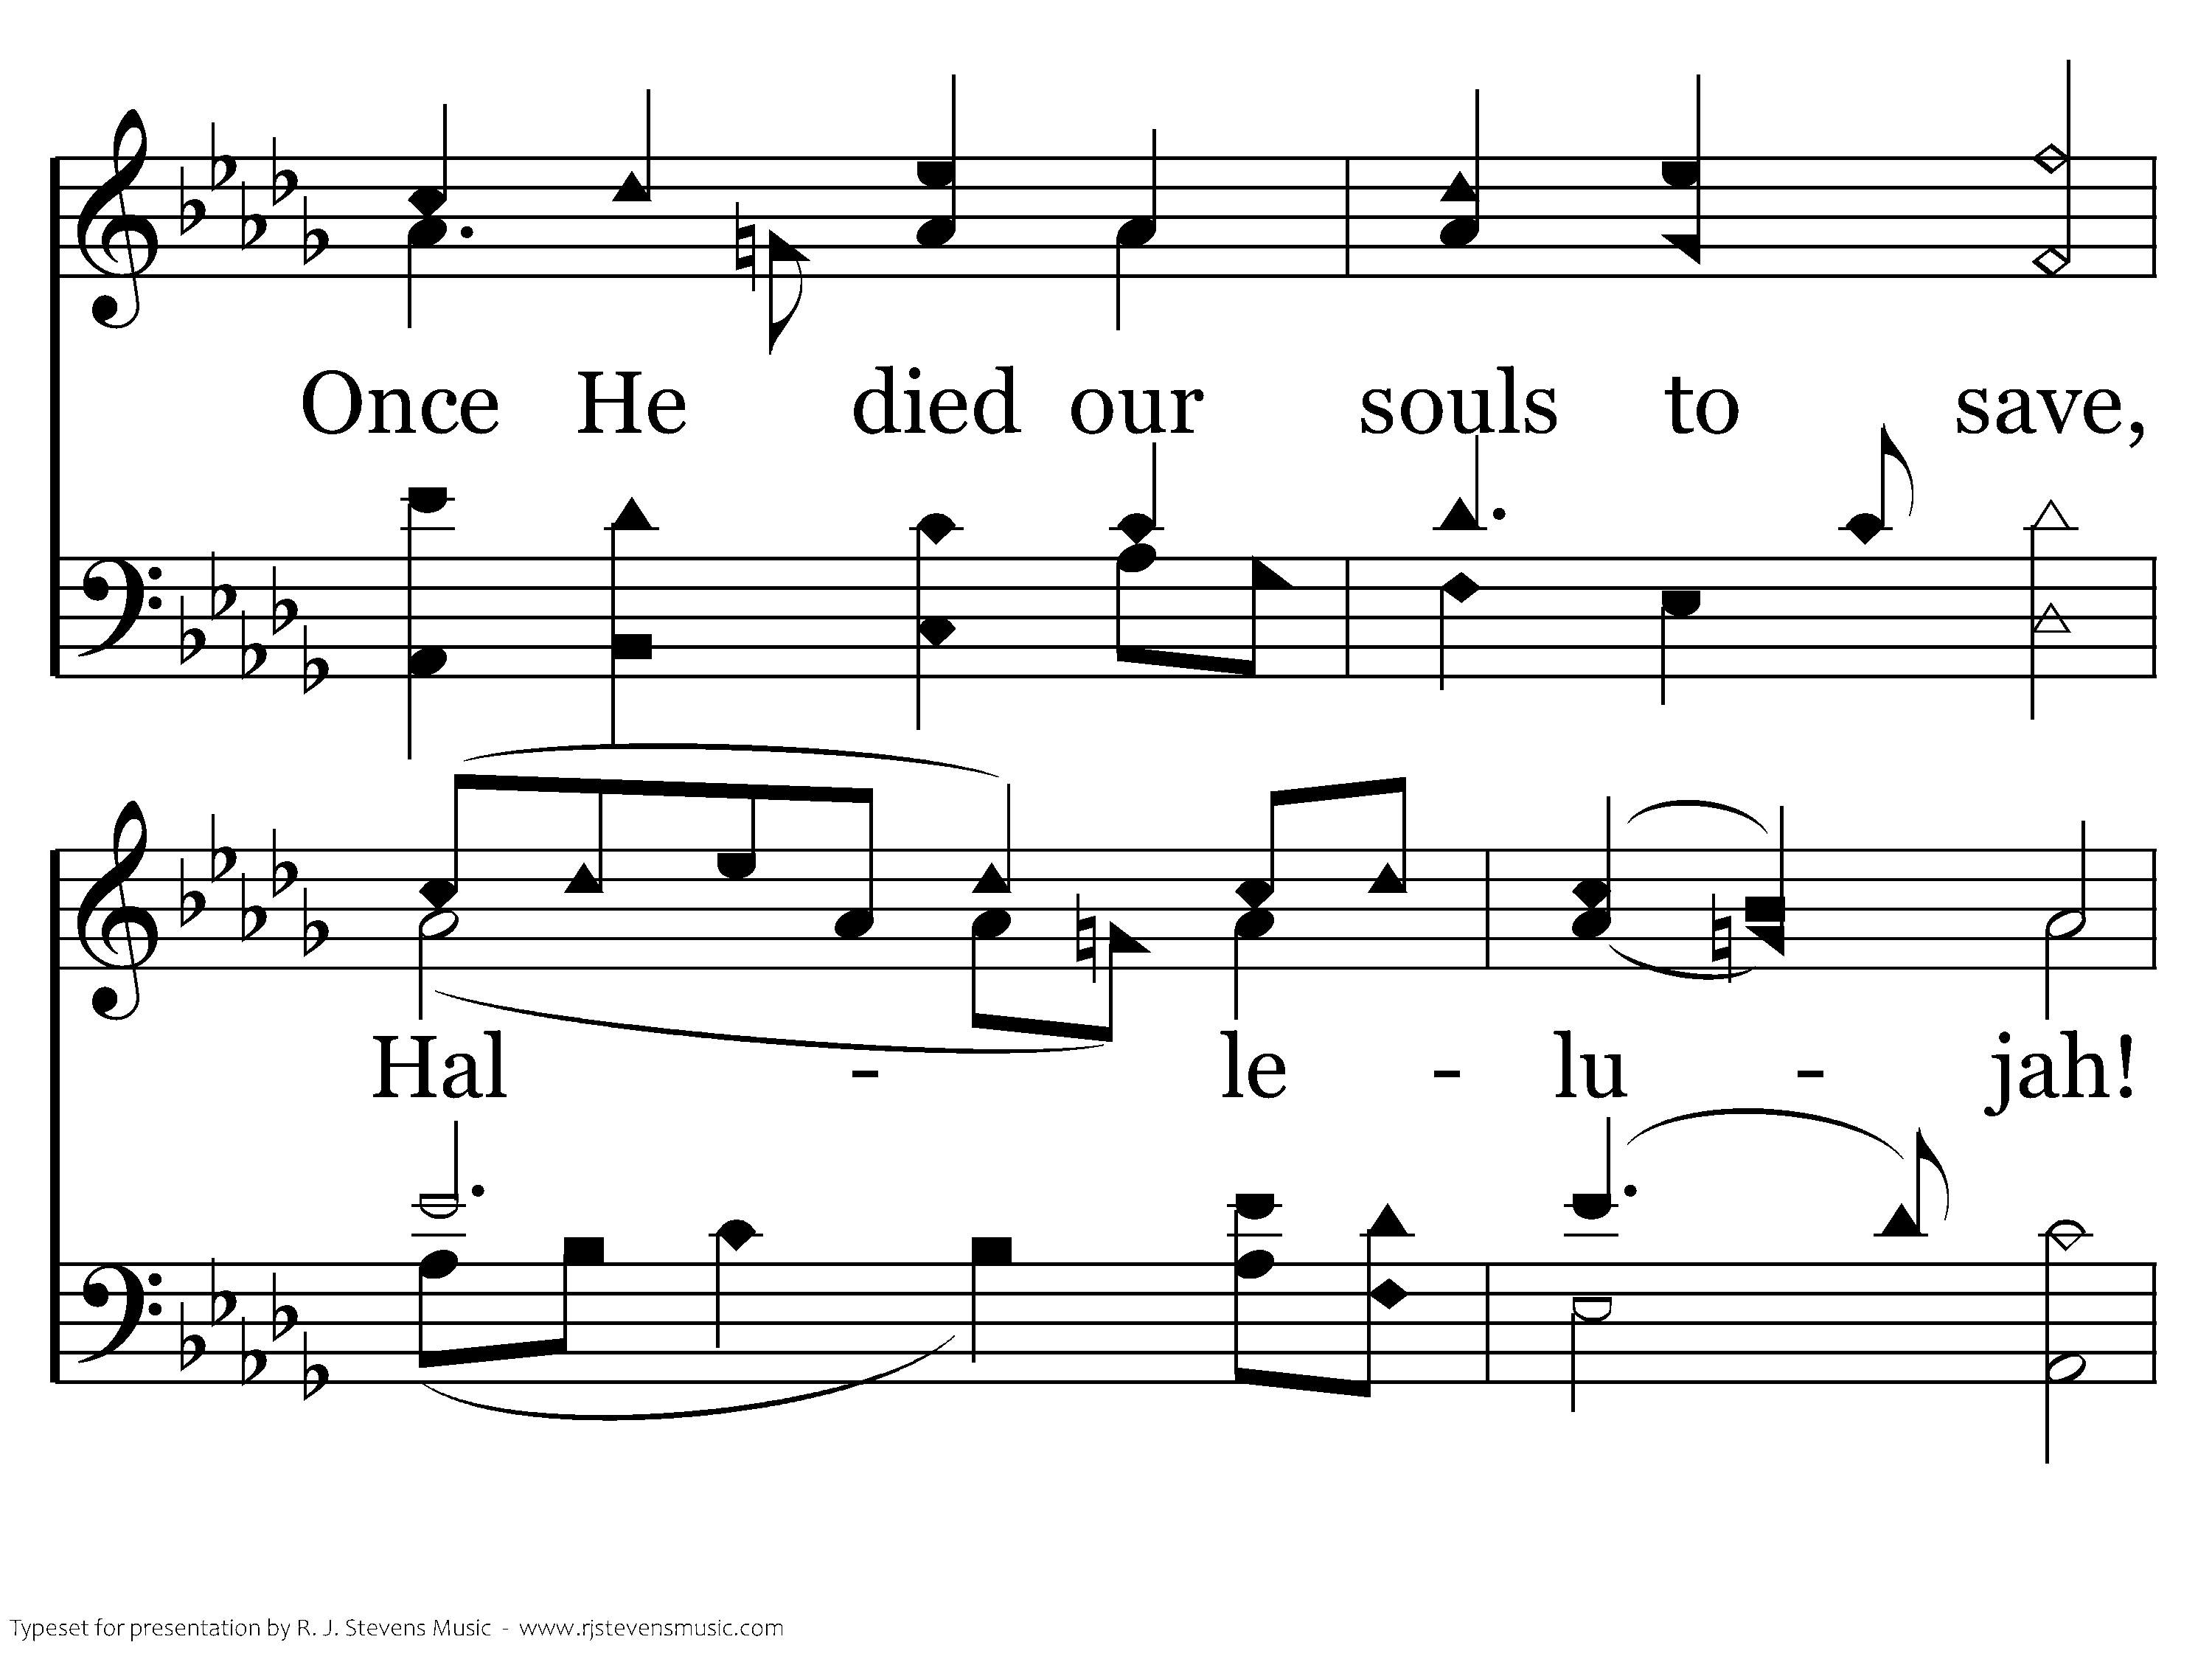 Once He died our souls to save,
Hal - le - lu - jah!
Typeset for presentation by R. J. Stevens Music - www.rjstevensmusic.com